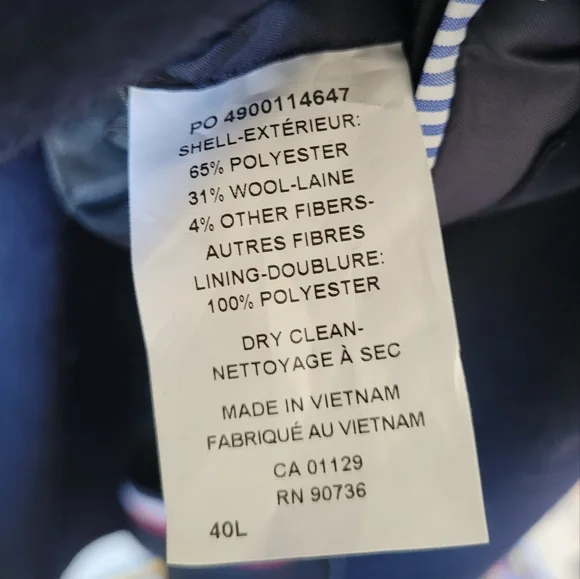 PO 4900114647
SHELL-EXTÉRIEUR:
65% POLYESTER
31% WOOL-LAINE
4% OTHER FIBERS-
AUTRES FIBRES
LINING-DOUBLURE:
100% POLYESTER
DRY CLEAN-
NETTOYAGE À SEC
MADE IN VIETNAM
FABRIQUÉ AU VIETNAM
CA 01129
RN 90736
40L